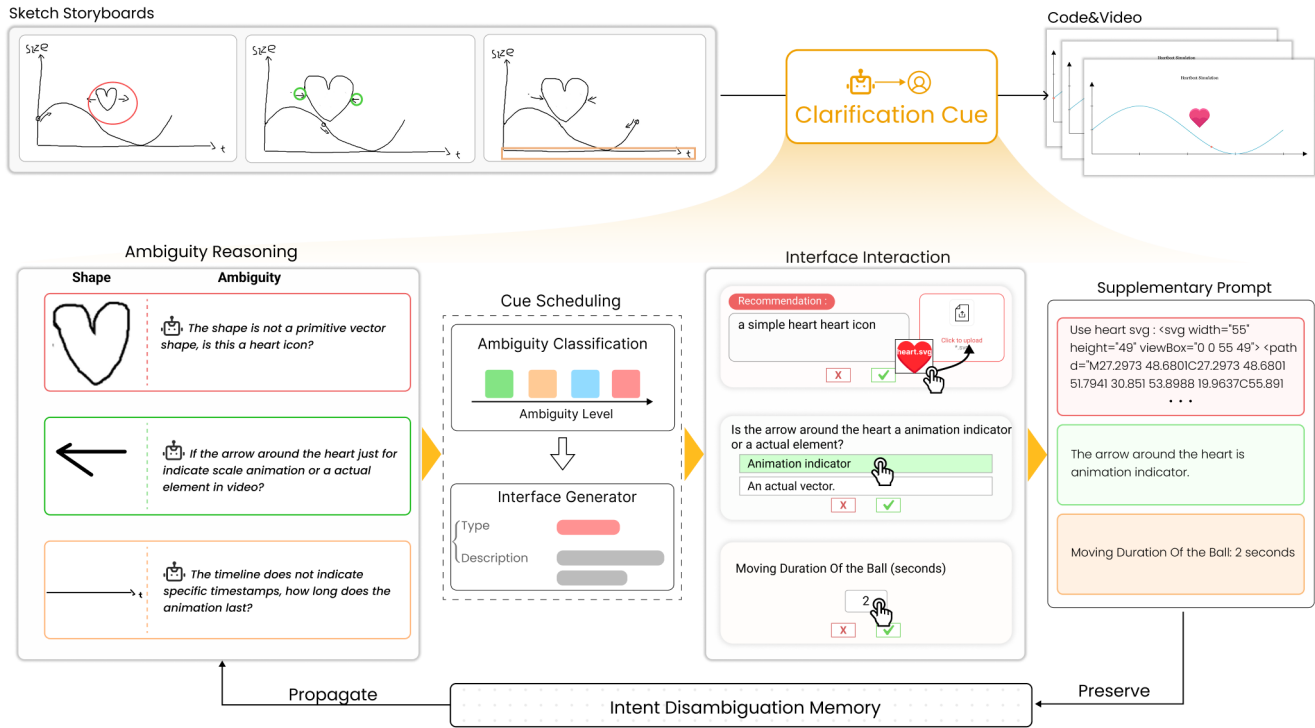 Sketch Storyboards
size
t
size
t
size
t
Clarification Cue
Code&Video
Heartbeat Simulation
Heartbeat Simulation
Ambiguity Reasoning
Shape
Ambiguity
The shape is not a primitive vector
shape, is this a heart icon?
If the arrow around the heart just for
indicate scale animation or a actual
element in video?
t
The timeline does not indicate
specific timestamps, how long does the
animation last?
Cue Scheduling
Ambiguity Classification
Ambiguity Level
Interface Generator
Type
Description
Interface Interaction
Recommendation :
a simple heart heart icon
Click to upload
heart.svg
X
Is the arrow around the heart a animation indicator
or a actual element?
Animation indicator
An actual vector.
X
Moving Duration Of the Ball (seconds)
2
X
Supplementary Prompt
Use heart svg : <svg width="55"
height="49" viewBox="0 0 55 49"> <path
d="M27.2973 48.6801C27.2973 48.6801
51.7941 30.851 53.8988 19.9637C55.891
• • •
The arrow around the heart is
animation indicator.
Moving Duration Of the Ball: 2 seconds
Propagate
Intent Disambiguation Memory
Preserve